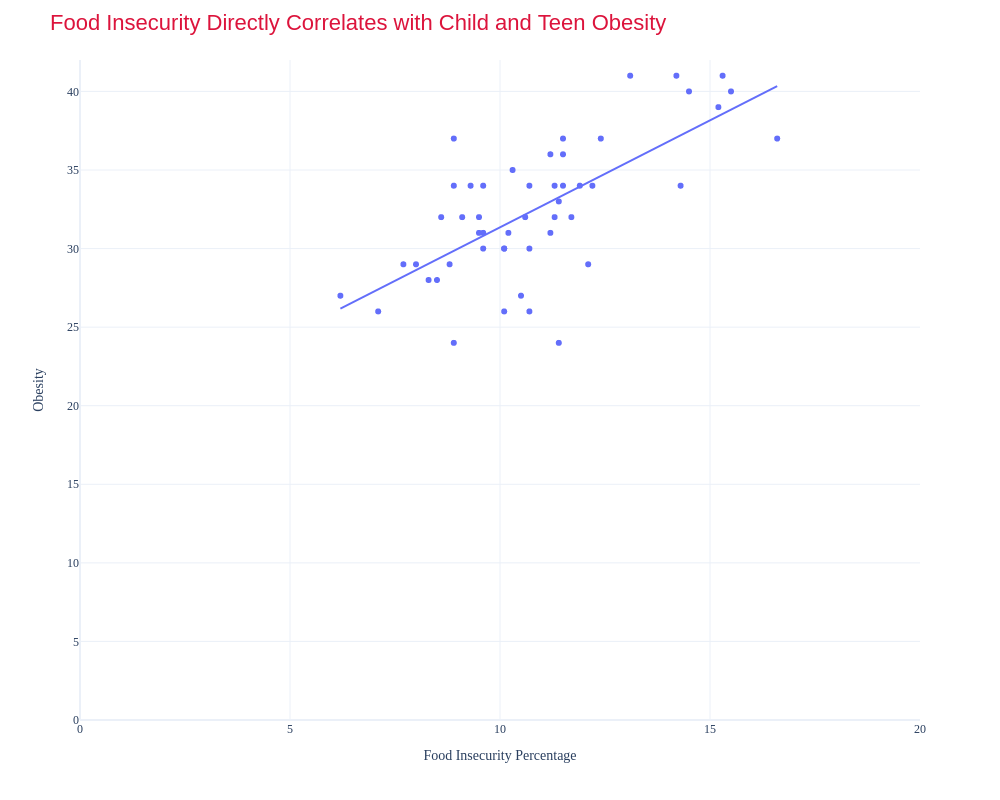 Food Insecurity Directly Correlates with Child and Teen Obesity
40
35
30
25
20
15
10
5
0
Obesity
0 5 10 15 20
Food Insecurity Percentage